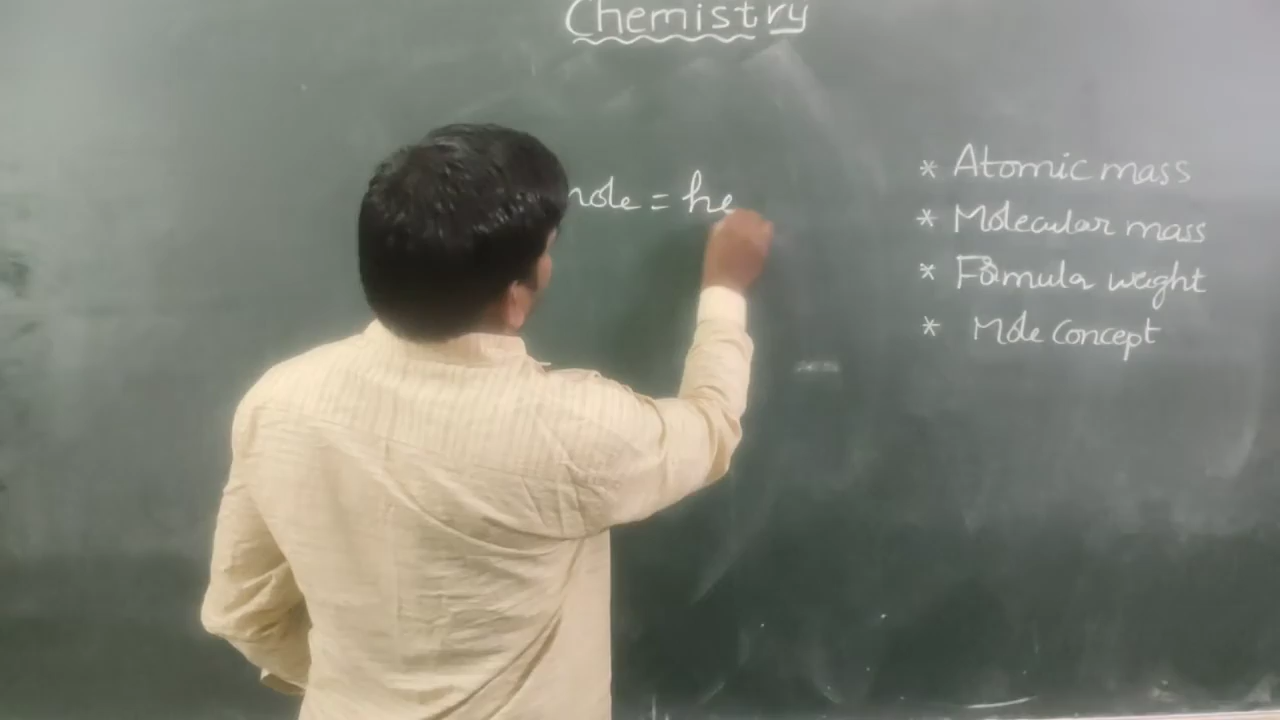 Chemistry
mole = he
* Atomic mass
* Molecular mass
* Formula weight
* Mole Concept